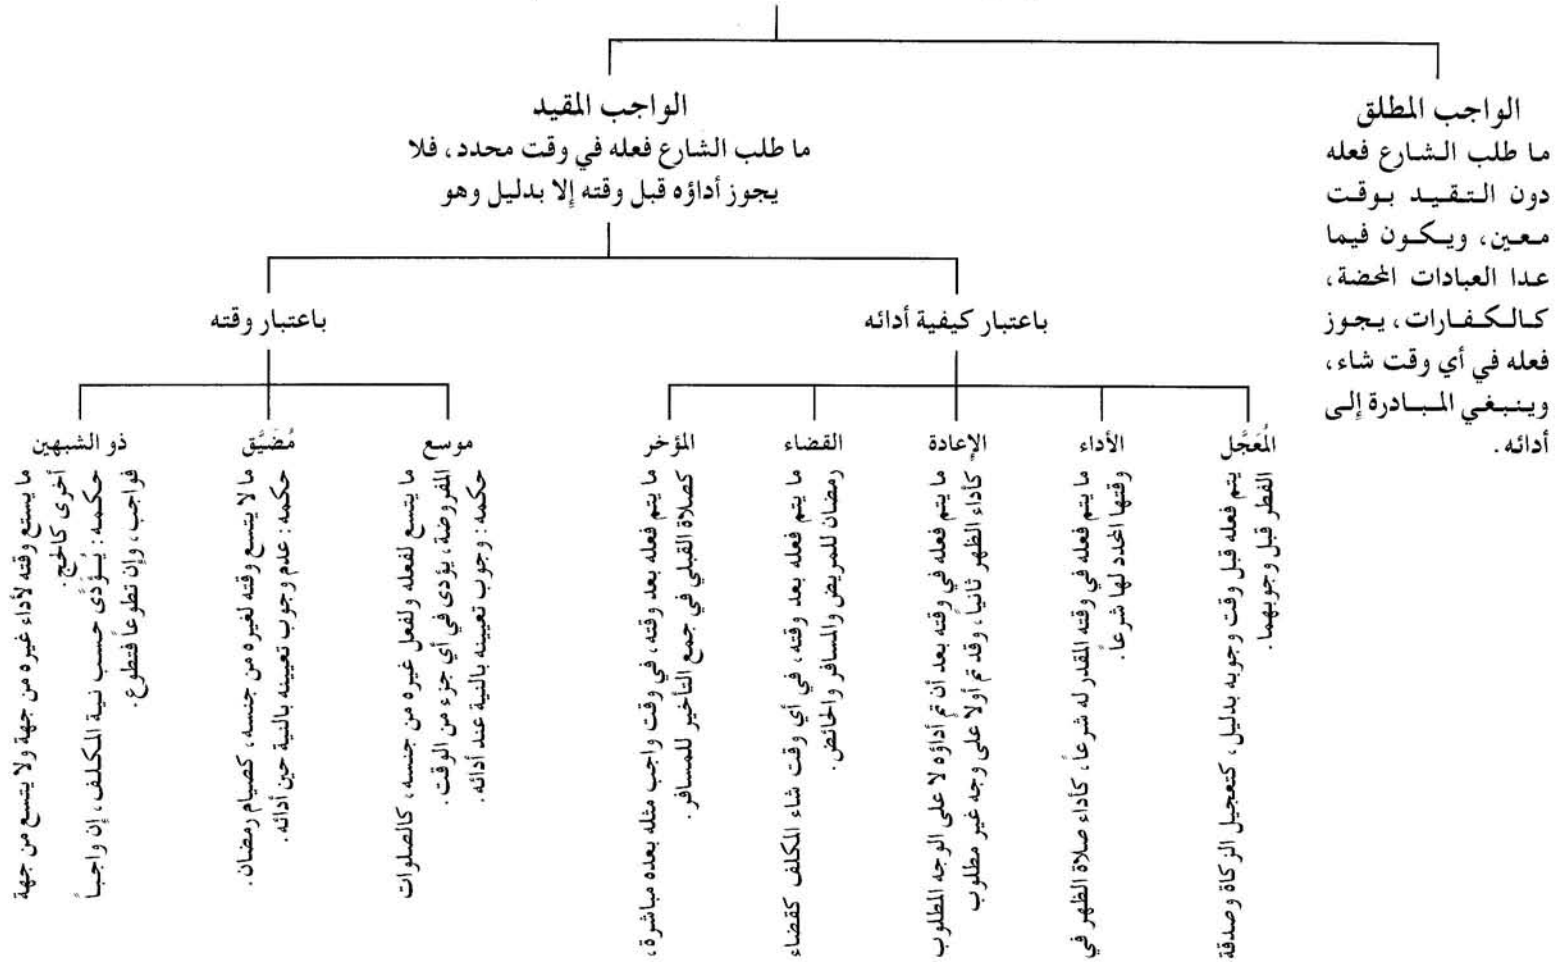 الواجب المطلق
ما طلب الشارع فعله
دون التقيد بوقت
معين، ويكون فيما
عدا العبادات المحضة،
كالكفارات، يجوز
فعله في أي وقت شاء،
وينبغي المبادرة إلى
أدائه.
الواجب المقيد
ما طلب الشارع فعله في وقت محدد، فلا
يجوز أداؤه قبل وقته إلا بدليل وهو
باعتبار كيفية أدائه
المُعَجَّل
يتم فعله قبل وقت وجوبه بدليل، كتعجيل الزكاة وصدقة
الفطر قبل وجوبهما.
الأداء
ما يتم فعله في وقته المقدر له شرعاً، كأداء صلاة الظهر في
وقتها المحدد لها شرعاً.
الإعادة
ما يتم فعله في وقته بعد أن تم أداؤه لا على الوجه المطلوب
كأداء الظهر ثانياً، وقد تم أولا على وجه غير مطلوب
القضاء
ما يتم فعله بعد وقته، في أي وقت شاء المكلف كقضاء
رمضان للمريض والمسافر والحائض.
المؤخر
ما يتم فعله بعد وقته، في وقت واجب مثله بعده مباشرة،
كصلاة القبلي في جمع التأخير للمسافر.
باعتبار وقته
موسع
ما يتسع لفعله ولفعل غيره من جنسه، كالصلوات
المفروضة، يؤدى في أي جزء من الوقت.
حكمه: وجوب تعيينه بالنية عند أدائه.
مُضَيَّق
ما لا يتسع وقته لغيره من جنسه، كصيام رمضان.
حكمه: عدم وجوب تعيينه بالنية حين أدائه.
ذو الشبهين
ما يستع وقته لأداء غيره من جهة ولا يتسع من جهة
أخرى كالحج.
حكمه: يُؤَدَّى حسب نية المكلف، إن واجباً
فواجب، وإن تطوعاً فتطوع.